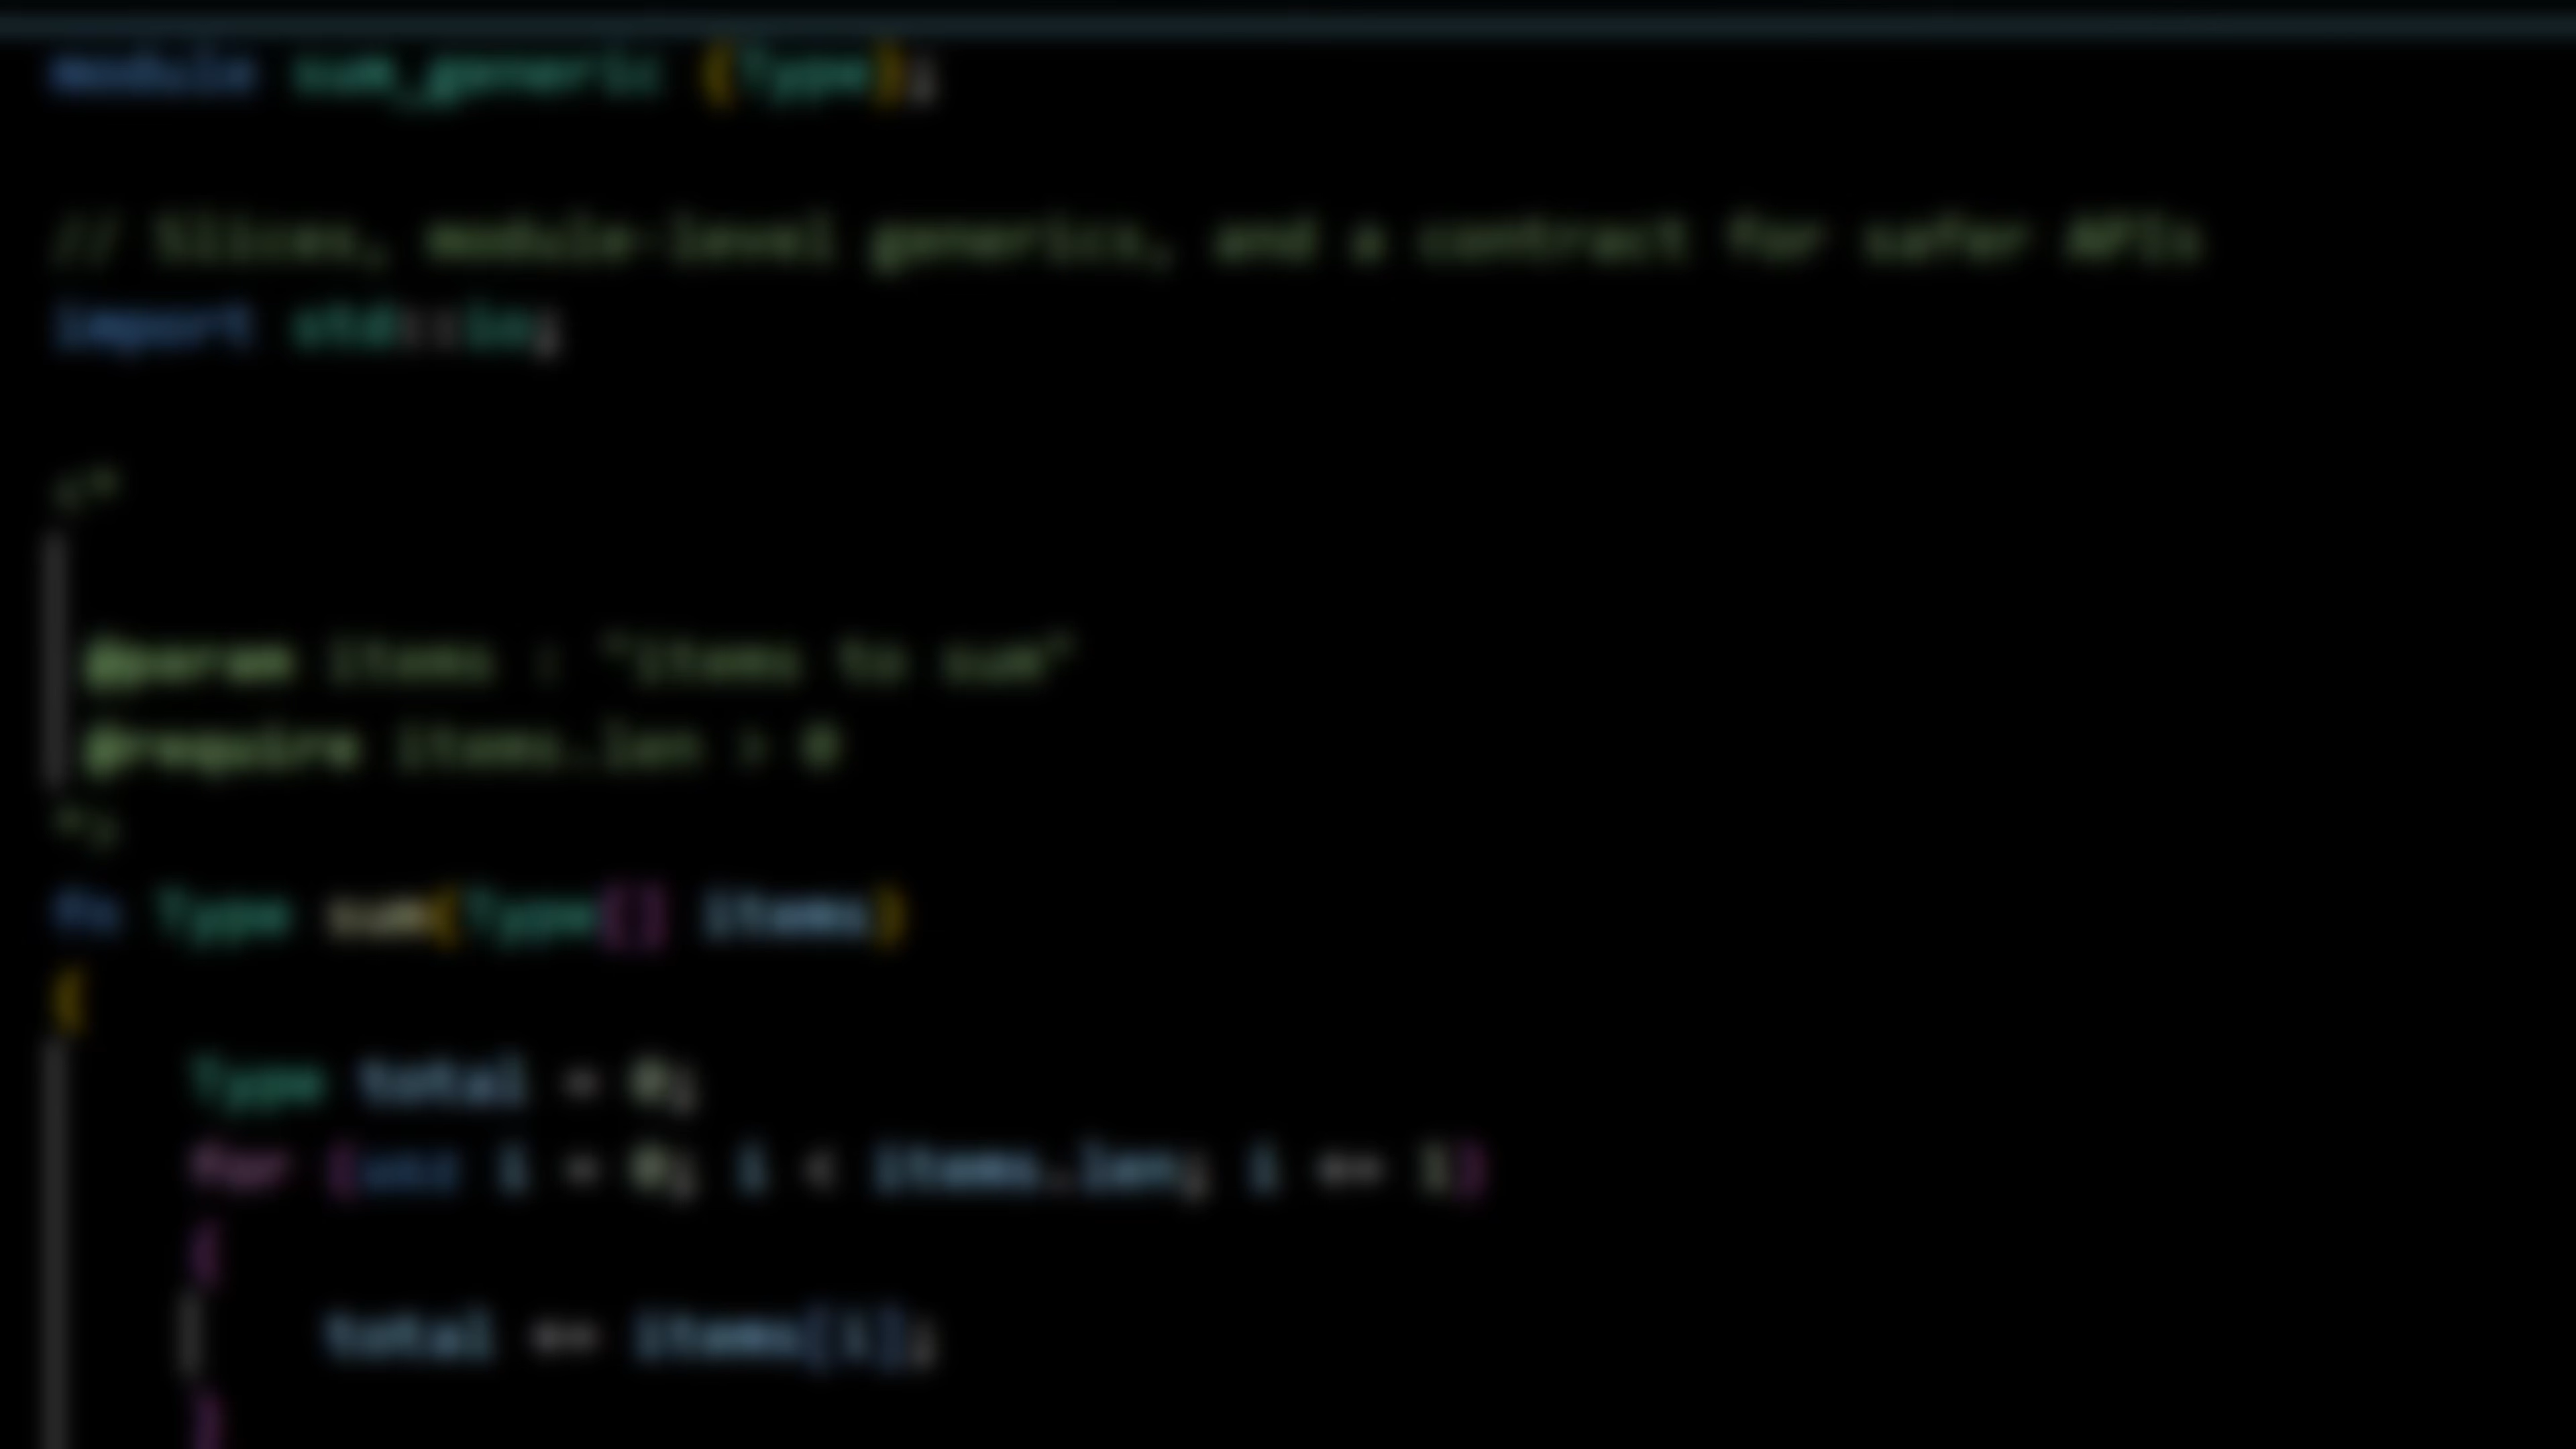 module sum_generic {Type};
// Slices, module-level generics, and a contract for safer APIs
import std::io;
<*
@param items : "items to sum"
@require items.len > 0
*>
fn Type sum(Type[] items)
{
Type total = 0;
for (usz i = 0; i < items.len; i += 1)
{
total += items[i];
}